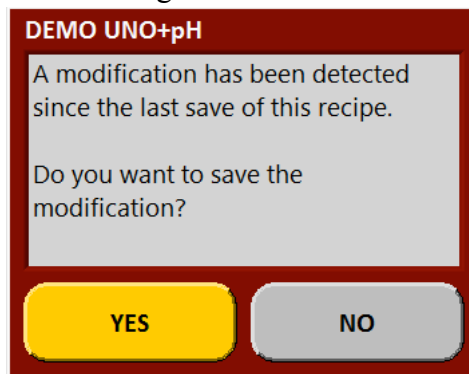 DEMO UNO+pH
A modification has been detected
since the last save of this recipe.
Do you want to save the
modification?
YES
NO